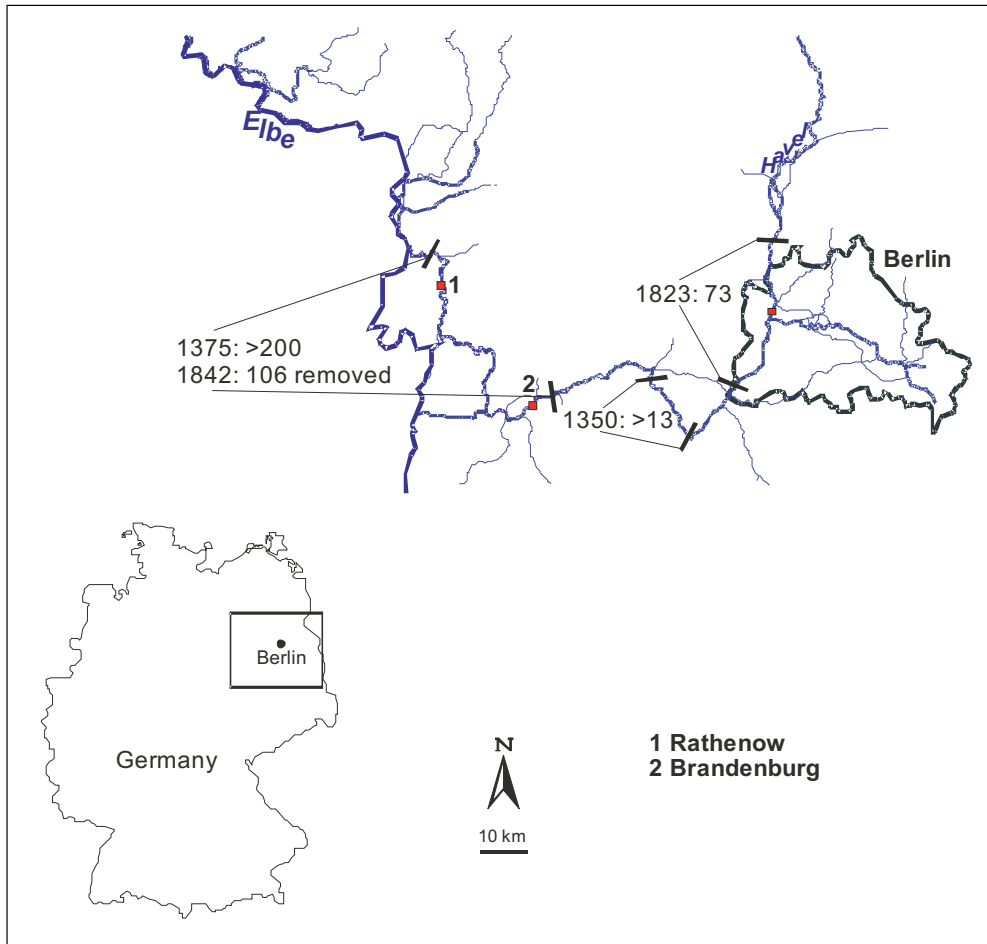 Elbe
Havel
Berlin
1
1823: 73
1375: >200
1842: 106 removed
2
1350: >13
Berlin
Germany
N
10 km
1 Rathenow
2 Brandenburg